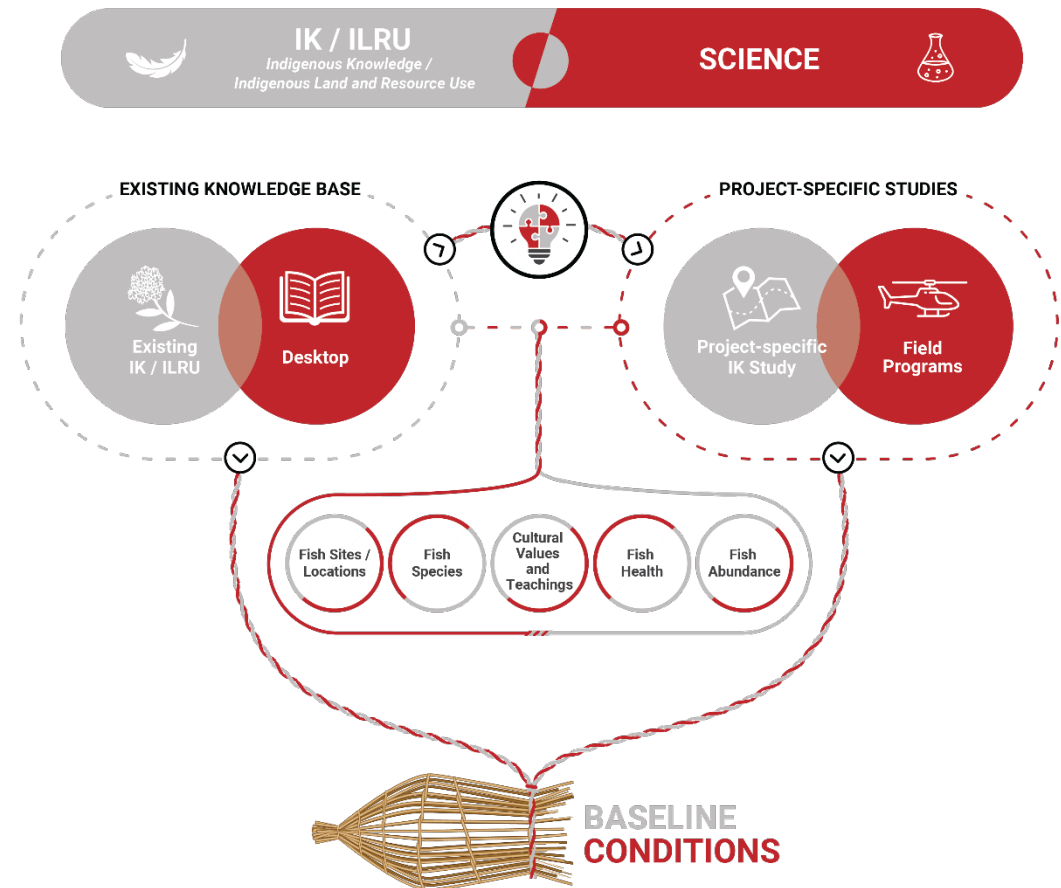 IK / ILRU
Indigenous Knowledge /
Indigenous Land and Resource Use
SCIENCE
EXISTING KNOWLEDGE BASE
PROJECT-SPECIFIC STUDIES
Existing
IK / ILRU
Desktop
Project-specific
IK Study
Field
Programs
Fish Sites /
Locations
Fish
Species
Cultural
Values
and
Teachings
Fish
Health
Fish
Abundance
BASELINE
CONDITIONS